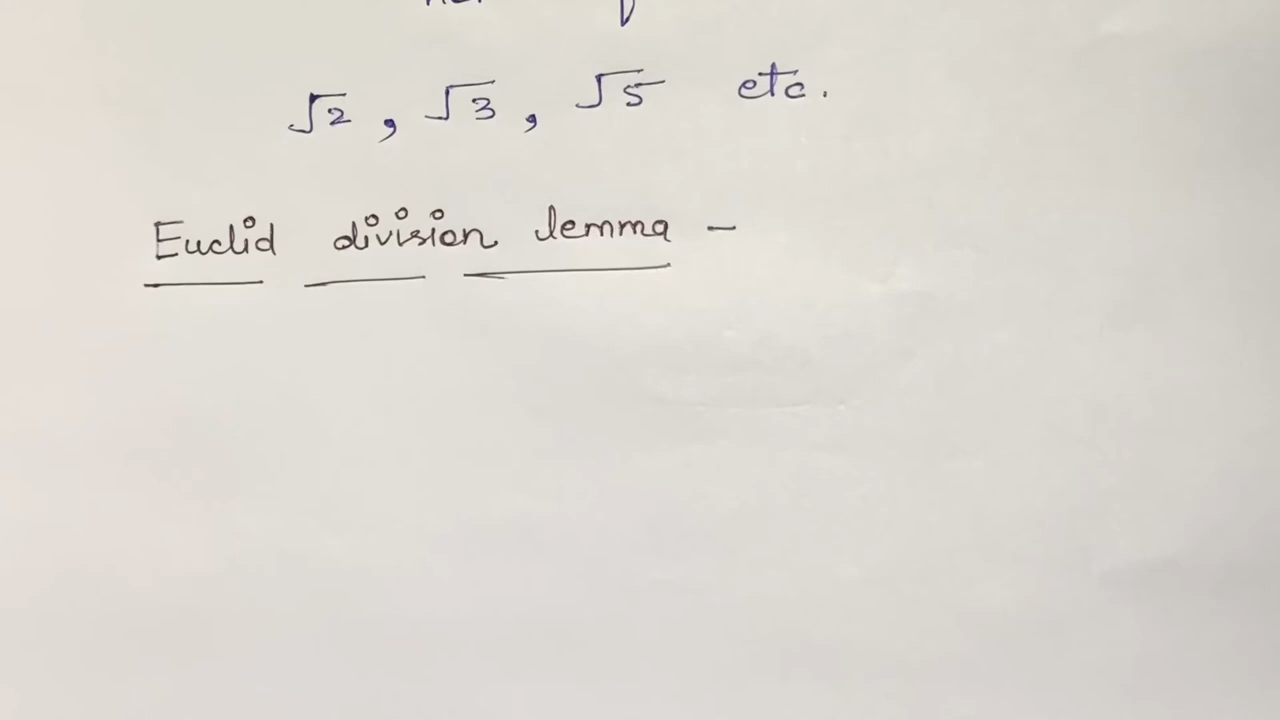 √2 , √3 , √5 etc.
Euclid division lemma –